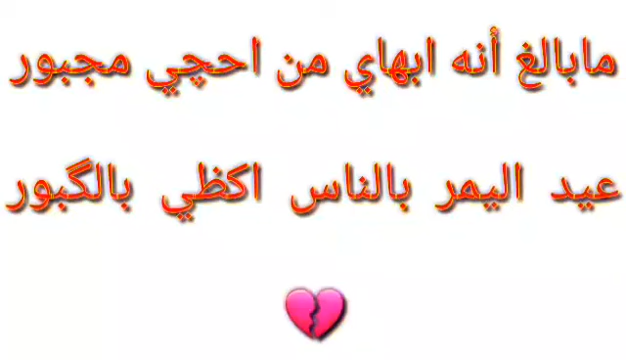 مابالغ أنه ابهاي من احچي مجبور
عيد اليمر بالناس اكظي بالگبور